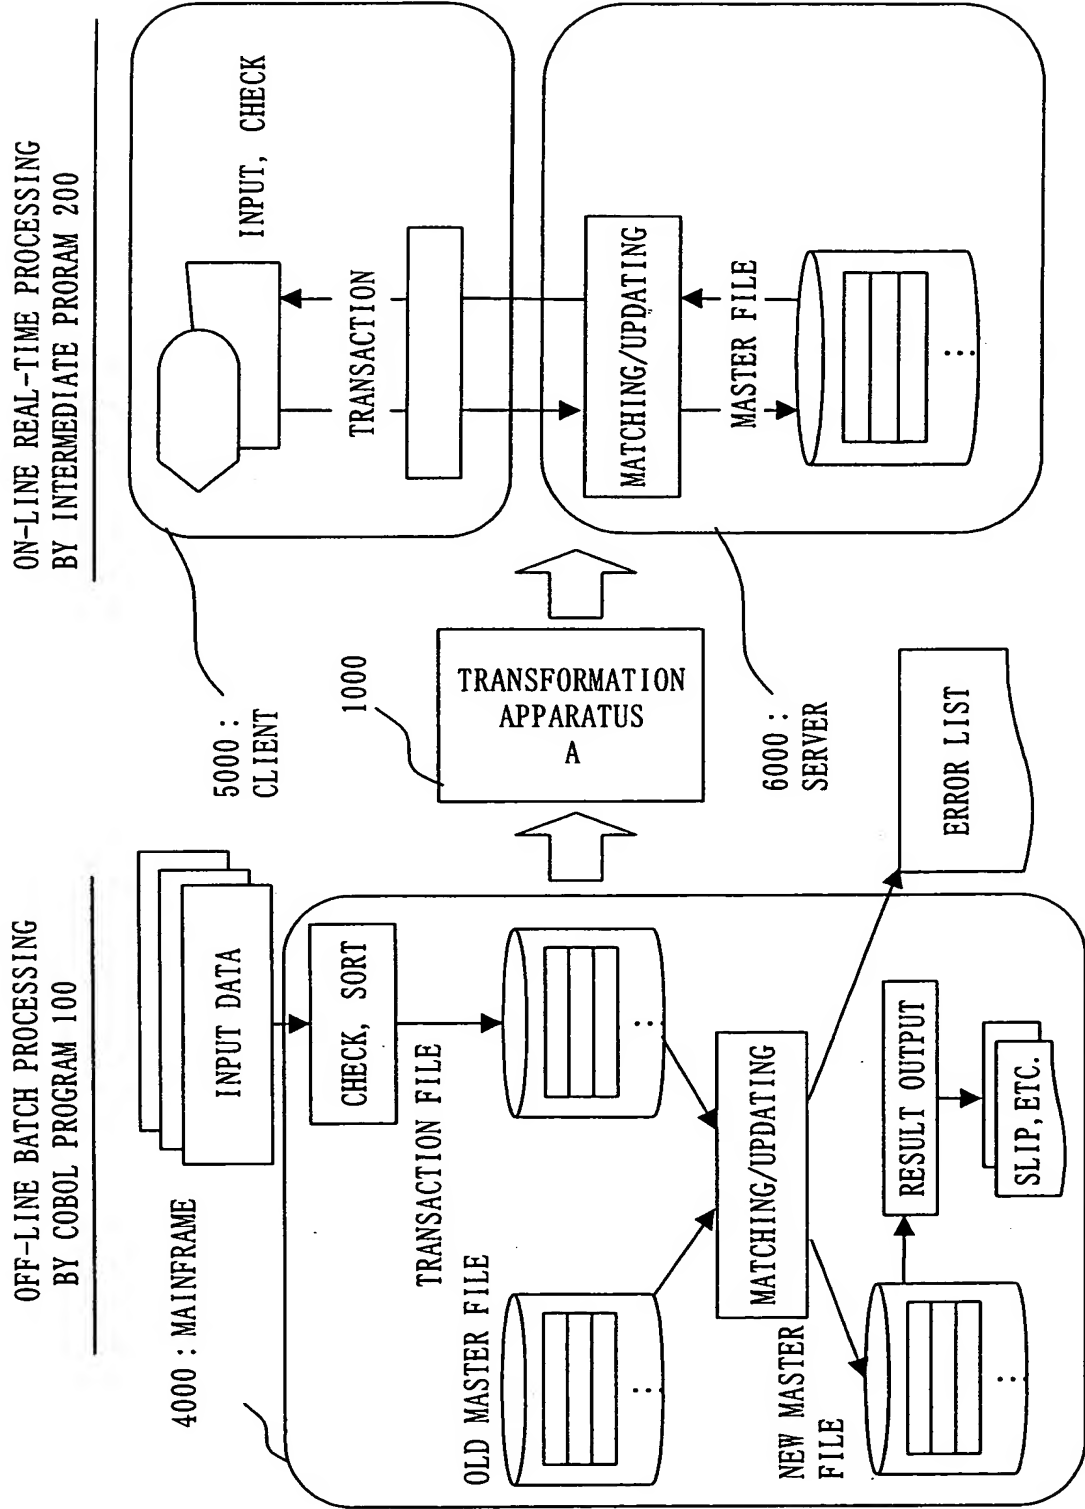 OFF-LINE BATCH PROCESSING
BY COBOL PROGRAM 100
4000 : MAINFRAME
INPUT DATA
CHECK, SORT
TRANSACTION FILE
OLD MASTER FILE
MATCHING/UPDATING
NEW MASTER
FILE
RESULT OUTPUT
SLIP, ETC.
ERROR LIST
1000
TRANSFORMATION
APPARATUS
A
ON-LINE REAL-TIME PROCESSING
BY INTERMEDIATE PRORAM 200
5000 :
CLIENT
INPUT, CHECK
TRANSACTION
6000 :
SERVER
MATCHING/UPDATING
MASTER FILE